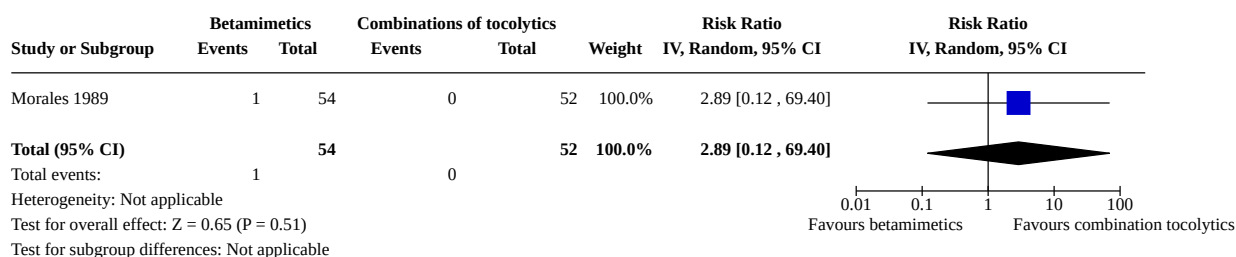 Betamimetics Combinations of tocolytics Risk Ratio Risk Ratio
Study or Subgroup Events Total Events Total Weight IV, Random, 95% CI IV, Random, 95% CI
Morales 1989 1 54 0 52 100.0% 2.89 [0.12 , 69.40]
Total (95% CI) 54 52 100.0% 2.89 [0.12 , 69.40]
Total events: 1 0
Heterogeneity: Not applicable
0.01 0.1 1 10 100
Test for overall effect: Z = 0.65 (P = 0.51) Favours betamimetics Favours combination tocolytics
Test for subgroup differences: Not applicable